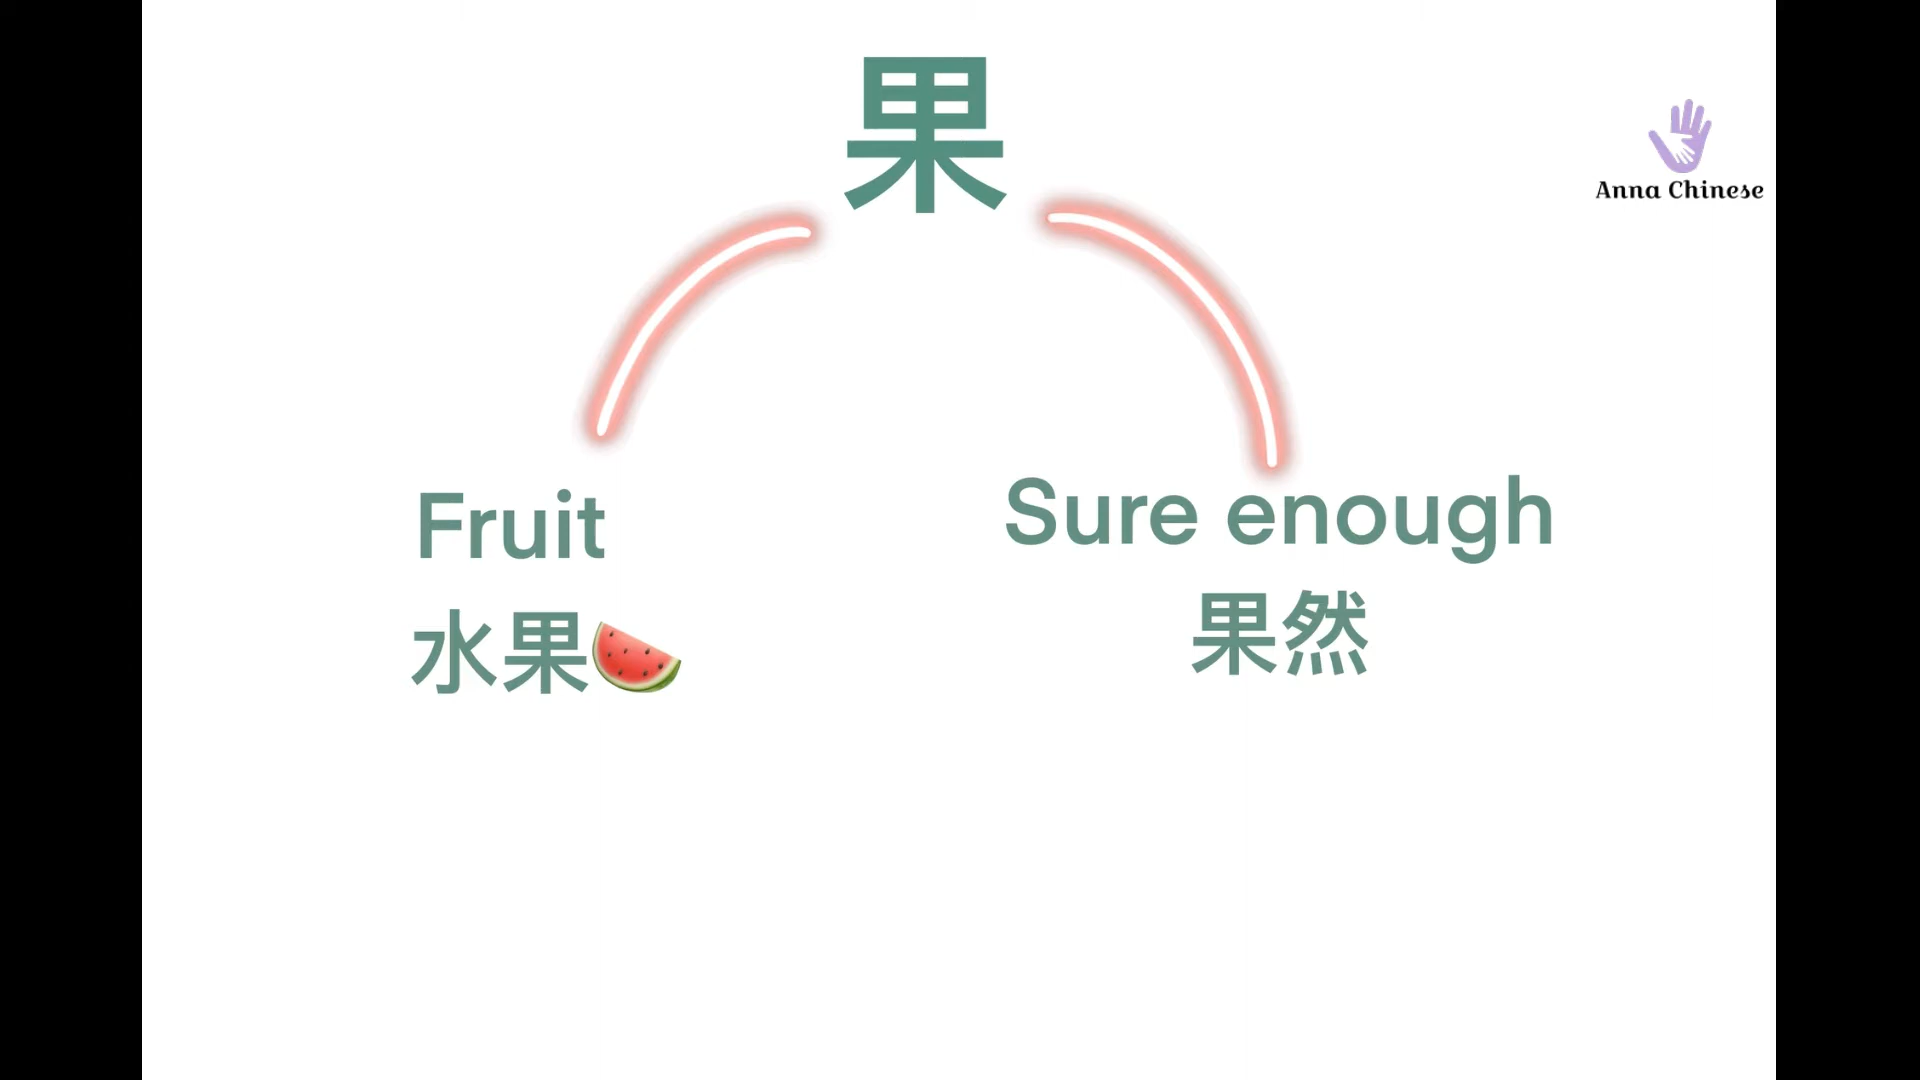 果
Anna Chinese
Fruit
水果
Sure enough
果然